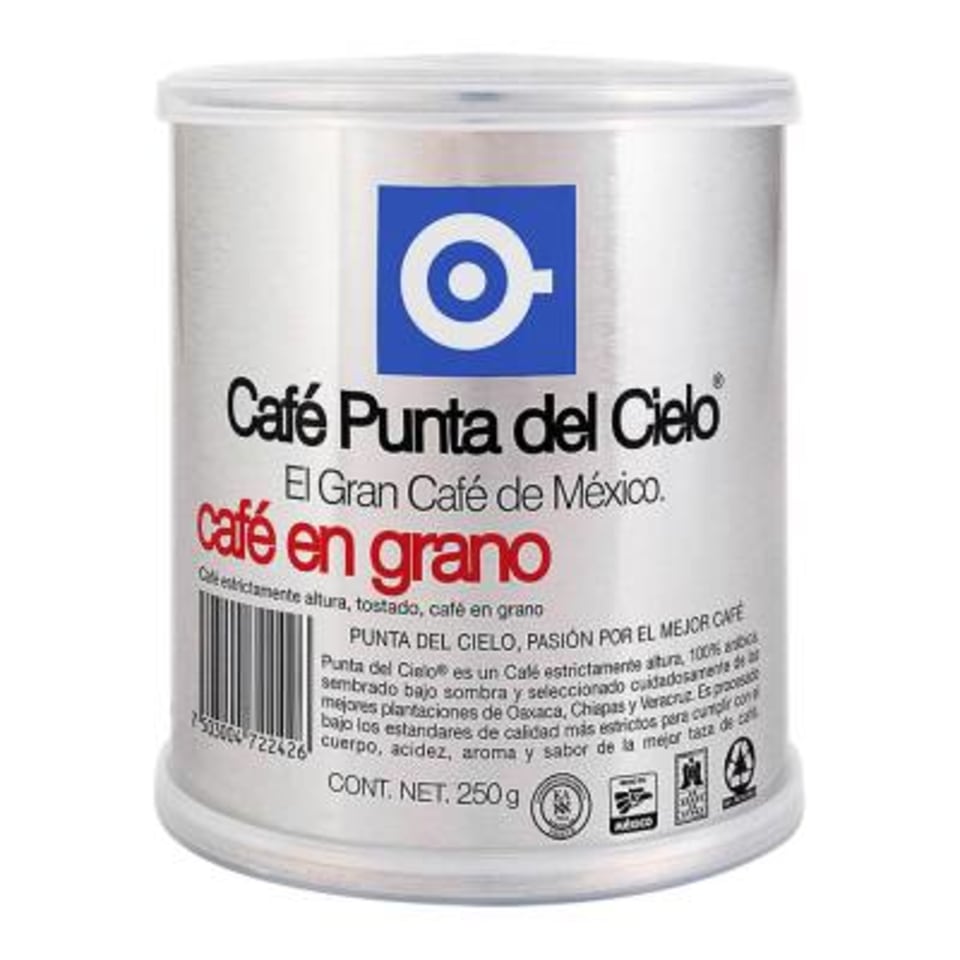 Café Punta del Cielo®
El Gran Café de México.
café en grano
Café estrictamente altura, tostado, café en grano
PUNTA DEL CIELO, PASIÓN POR EL MEJOR CAFÉ
Punta del Cielo® es un Café estrictamente altura, 100% arábica,
sembrado bajo sombra y seleccionado cuidadosamente de las
mejores plantaciones de Oaxaca, Chiapas y Veracruz. Es procesado
bajo los estandares de calidad más estrictos para cumplir con el
cuerpo, acidez, aroma y sabor de la mejor taza de café.
7 503004 722426
CONT. NET. 250g
MÉXICO